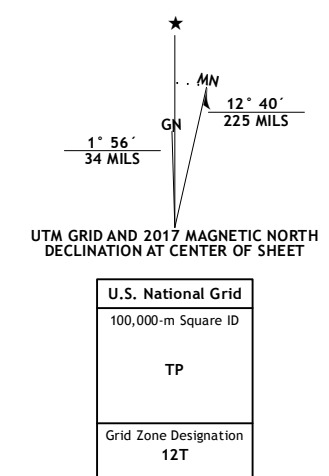 ★
MN
12° 40´
225 MILS
GN
1° 56´
34 MILS
UTM GRID AND 2017 MAGNETIC NORTH
DECLINATION AT CENTER OF SHEET
U.S. National Grid
100,000-m Square ID
TP
Grid Zone Designation
12T